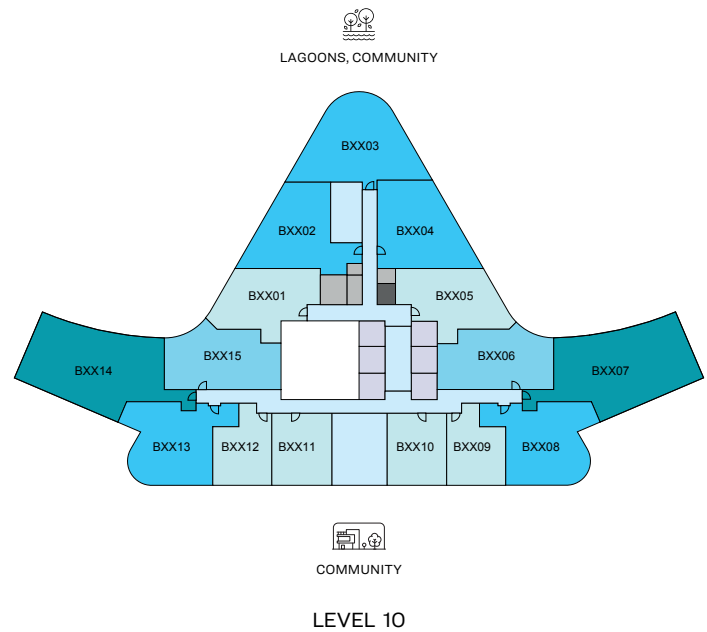 LAGOONS, COMMUNITY
BXX03
BXX02
BXX04
BXX01
BXX05
BXX15
BXX06
BXX14
BXX07
BXX13
BXX12
BXX11
BXX10
BXX09
BXX08
COMMUNITY
LEVEL 10